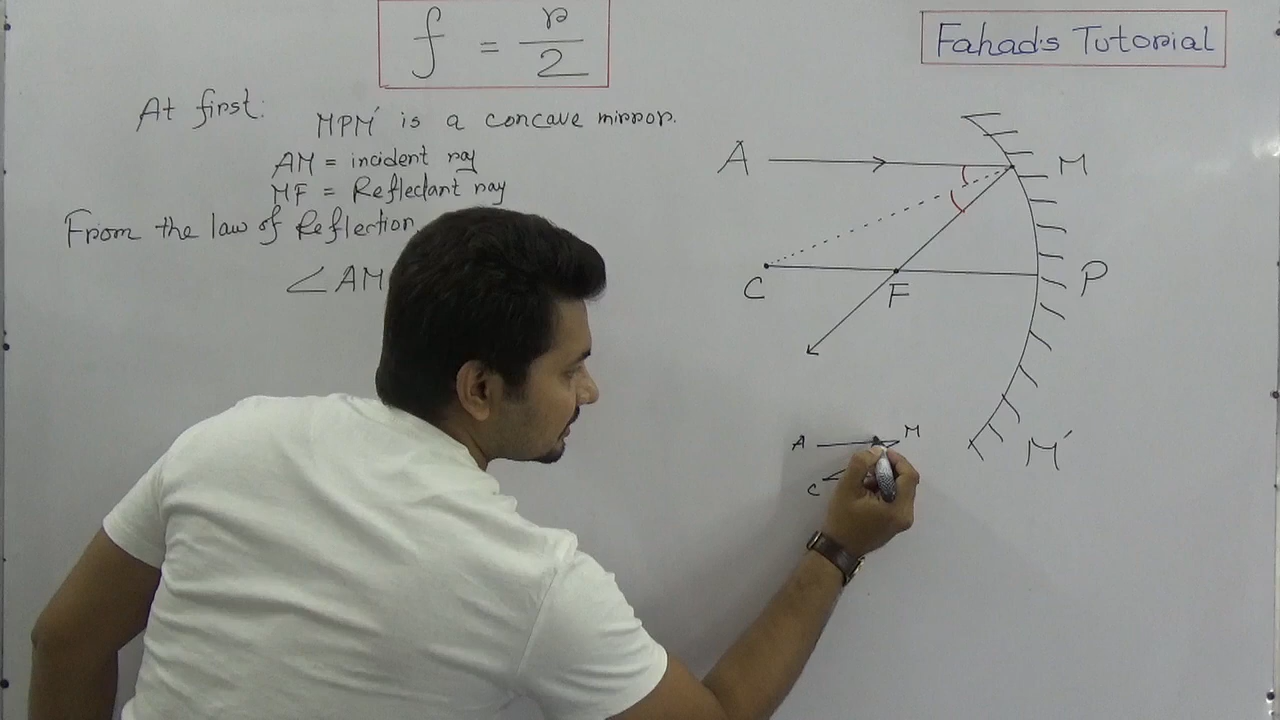 f = r/2
Fahad's Tutorial
At first: MPM' is a concave mirror.
AM = incident ray
MF = Reflectant ray
From the law of Reflection
∠AM
A
M
C
F
P
M'
A
M
C